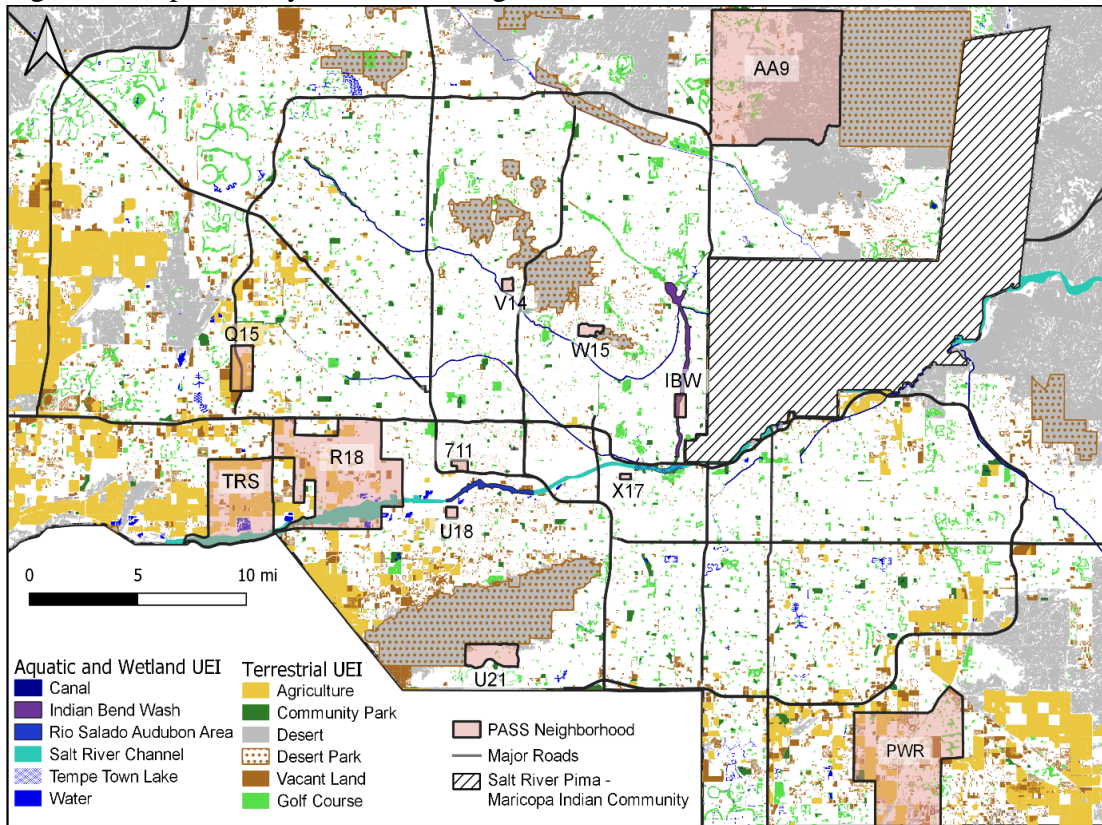 AA9
V14
W15
Q15
IBW
711
R18
TRS
X17
U18
0 5 10 mi
U21
PWR
Aquatic and Wetland UEI
Canal
Indian Bend Wash
Rio Salado Audubon Area
Salt River Channel
Tempe Town Lake
Water
Terrestrial UEI
Agriculture
Community Park
Desert
Desert Park
Vacant Land
Golf Course
PASS Neighborhood
Major Roads
Salt River Pima -
Maricopa Indian Community